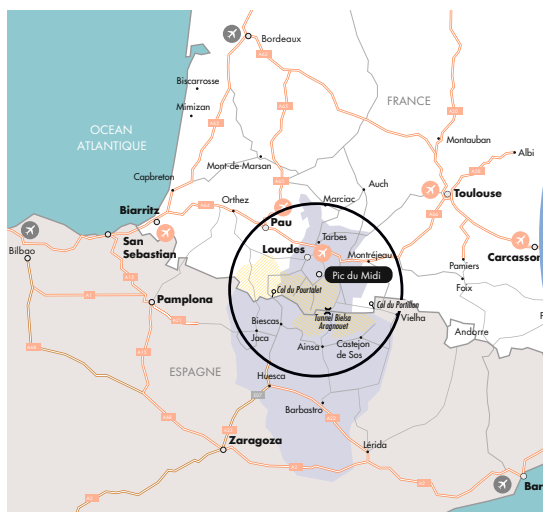 Bordeaux
Biscarrosse
FRANCE
Mimizan
OCEAN
ATLANTIQUE
Montauban
Albi
Mont-de-Marsan
Capbreton
Auch
Orthez
Marciac
Toulouse
Biarritz
Pau
Tarbes
San
Sebastian
Lourdes
Montréjeau
Carcasson
Bilbao
Pic du Midi
Pamiers
Foix
Col du Pourtalet
Pamplona
Col du Portillon
Tunnel Bielsa
Aragnouet
Vielha
Biescas
Andorre
Jaca
Ainsa
Castejon
de Sos
ESPAGNE
Huesca
Barbastro
Zaragoza
Lérida
Bar